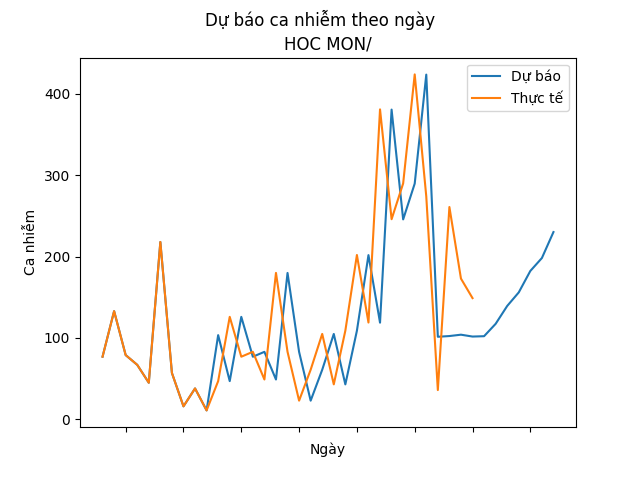 Dự báo ca nhiễm theo ngày
HOC MON/
Dự báo
Thực tế
400
300
200
100
0
Ca nhiễm
Ngày